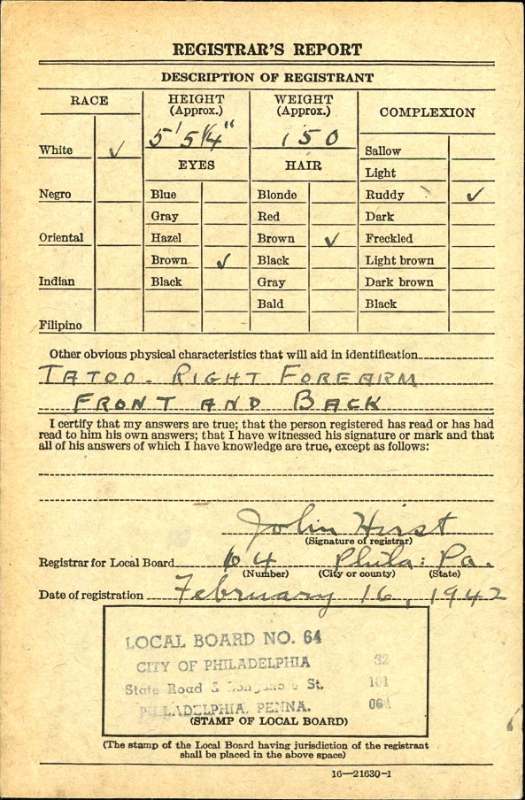 REGISTRAR'S REPORT
DESCRIPTION OF REGISTRANT
RACE
HEIGHT (Approx.)
WEIGHT (Approx.)
COMPLEXION
5' 5 1/4"
150
White ✓
EYES
HAIR
Sallow
Light
Negro
Blue
Blonde
Ruddy ✓
Gray
Red
Dark
Oriental
Hazel
Brown ✓
Freckled
Brown ✓
Black
Light brown
Indian
Black
Gray
Dark brown
Bald
Black
Filipino
Other obvious physical characteristics that will aid in identification
TATOO - RIGHT FOREARM
FRONT AND BACK
I certify that my answers are true; that the person registered has read or has had
read to him his own answers; that I have witnessed his signature or mark and that
all of his answers of which I have knowledge are true, except as follows:
John Hirst
(Signature of registrar)
Registrar for Local Board 64 Phila: Pa.
(Number) (City or county) (State)
Date of registration February 16, 1942
LOCAL BOARD NO. 64
CITY OF PHILADELPHIA 32
State Road & St. 101
PHILADELPHIA, PENNA. 064
(STAMP OF LOCAL BOARD)
(The stamp of the Local Board having jurisdiction of the registrant
shall be placed in the above space)
16—21630-1